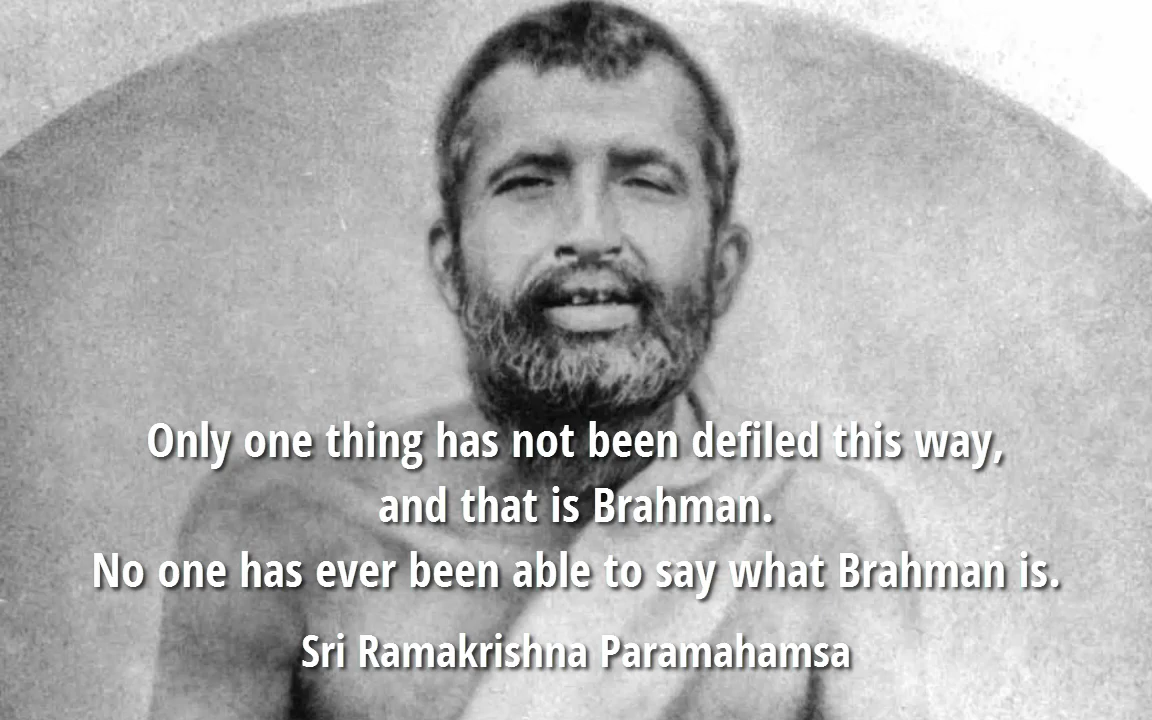 Only one thing has not been defiled this way,
and that is Brahman.
No one has ever been able to say what Brahman is.
Sri Ramakrishna Paramahamsa